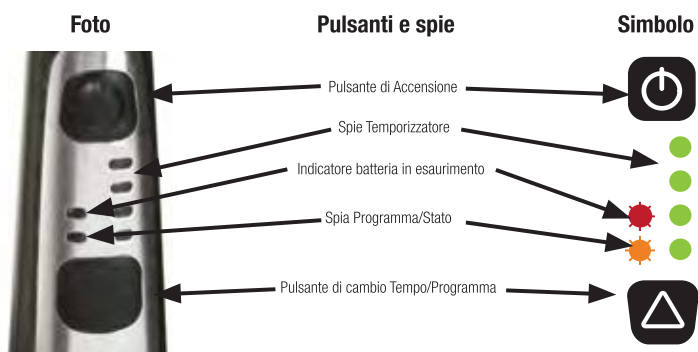 Foto
Pulsanti e spie
Simbolo
Pulsante di Accensione
Spie Temporizzatore
Indicatore batteria in esaurimento
Spia Programma/Stato
Pulsante di cambio Tempo/Programma